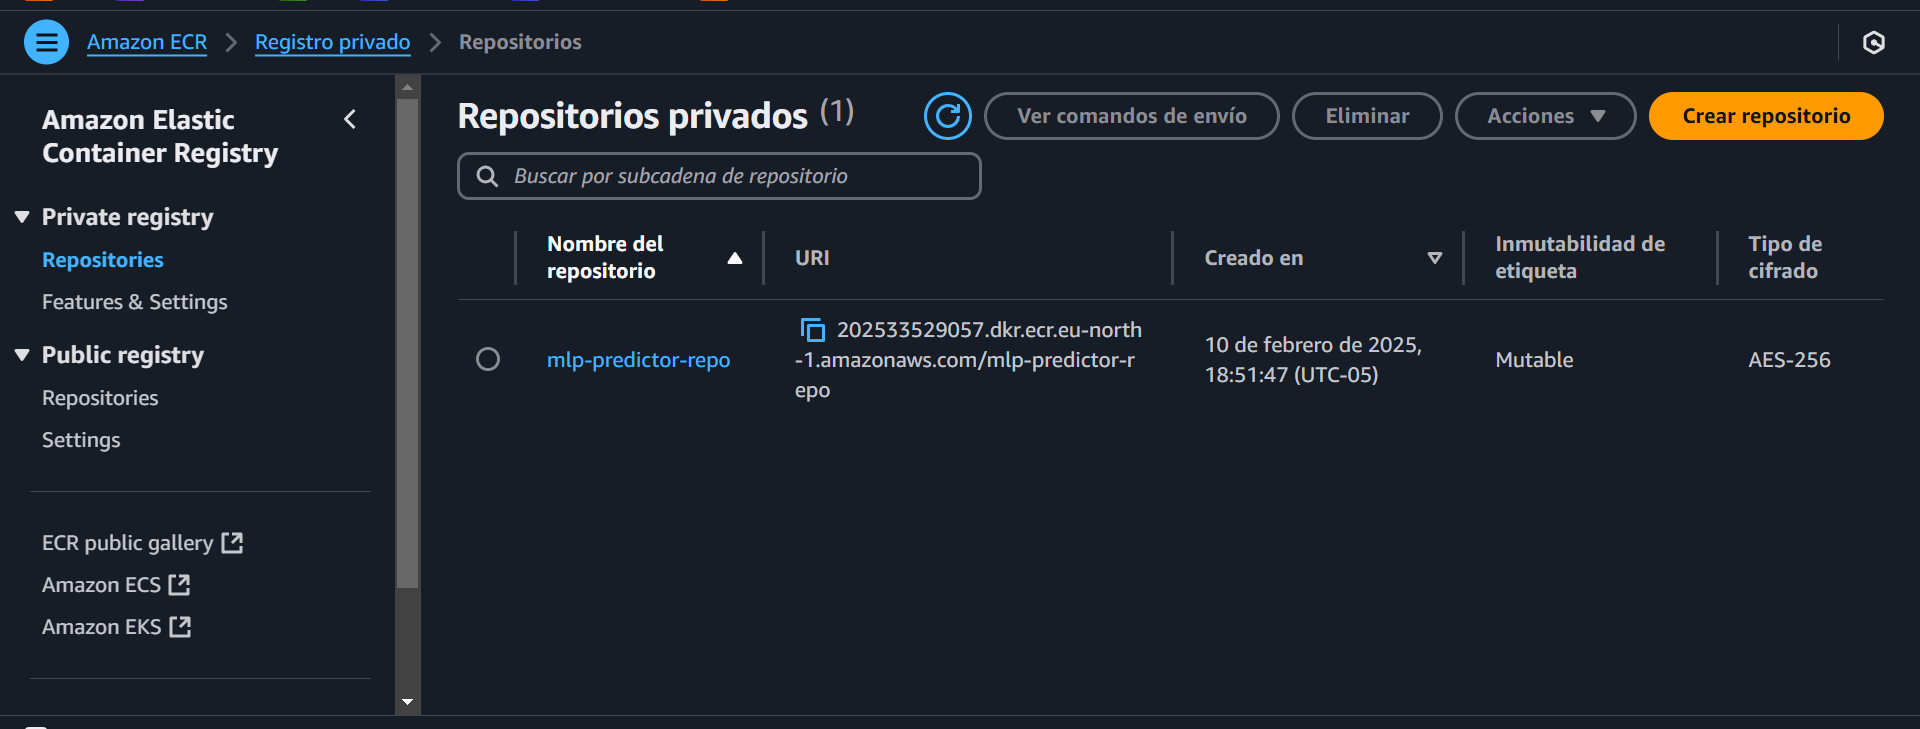 Amazon ECR
Registro privado
Repositorios
Amazon Elastic
Container Registry
Private registry
Repositories
Features & Settings
Public registry
Repositories
Settings
ECR public gallery
Amazon ECS
Amazon EKS
Repositorios privados (1)
Ver comandos de envío
Eliminar
Acciones
Crear repositorio
Buscar por subcadena de repositorio
Nombre del
repositorio
URI
Creado en
Inmutabilidad de
etiqueta
Tipo de
cifrado
mlp-predictor-repo
202533529057.dkr.ecr.eu-north
-1.amazonaws.com/mlp-predictor-r
epo
10 de febrero de 2025,
18:51:47 (UTC-05)
Mutable
AES-256